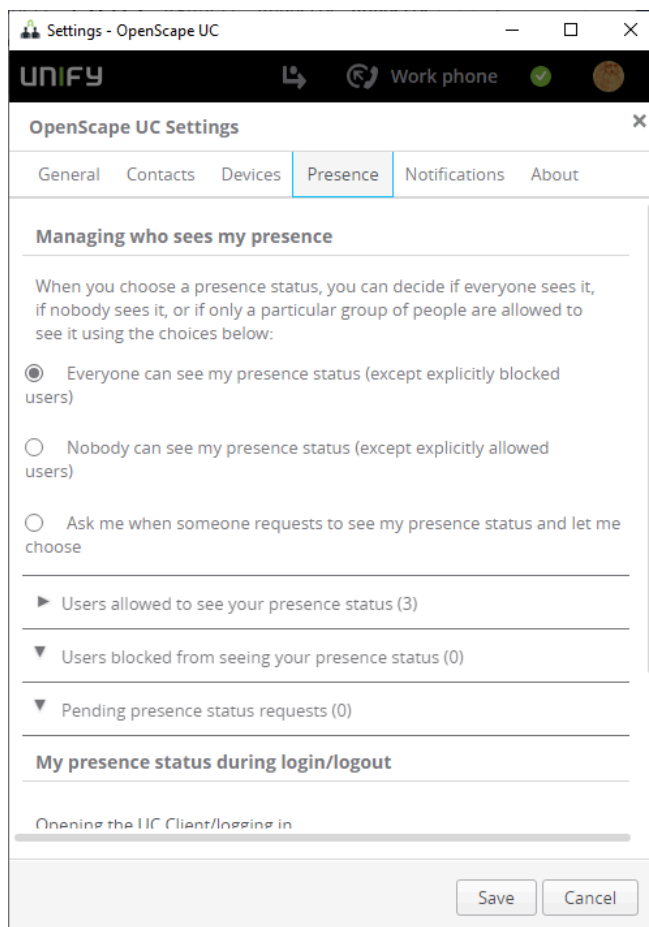 Settings - OpenScape UC
UNIFY
Work phone
OpenScape UC Settings
General Contacts Devices Presence Notifications About
Managing who sees my presence
When you choose a presence status, you can decide if everyone sees it,
if nobody sees it, or if only a particular group of people are allowed to
see it using the choices below:
Everyone can see my presence status (except explicitly blocked
users)
Nobody can see my presence status (except explicitly allowed
users)
Ask me when someone requests to see my presence status and let me
choose
Users allowed to see your presence status (3)
Users blocked from seeing your presence status (0)
Pending presence status requests (0)
My presence status during login/logout
Opening the UC Client/logging in
Save Cancel